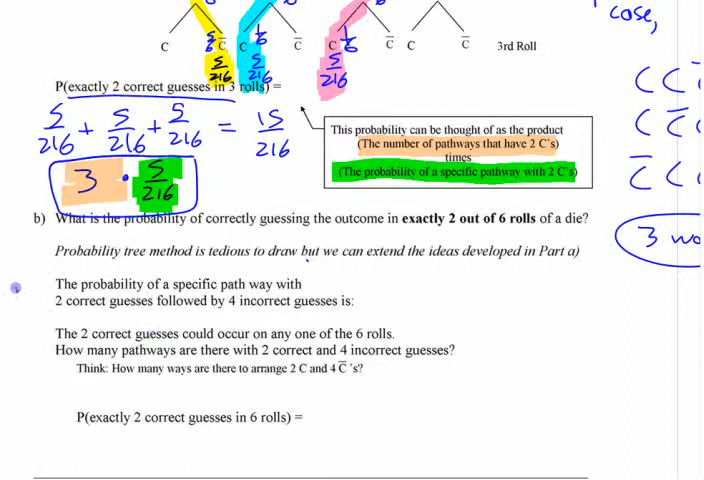 case,
C 5/6 C̅ C 1/6 C̅ C 1/6 C̅ C C̅ 3rd Roll
5/216 5/216 5/216
C C
P(exactly 2 correct guesses in 3 rolls) =
5/216 + 5/216 + 5/216 = 15/216
C C̅
This probability can be thought of as the product
(The number of pathways that have 2 C's)
times
(The probability of a specific pathway with 2 C's)
C̅ C
3 · 5/216
b) What is the probability of correctly guessing the outcome in exactly 2 out of 6 rolls of a die?
3
Probability tree method is tedious to draw but we can extend the ideas developed in Part a)
The probability of a specific path way with
2 correct guesses followed by 4 incorrect guesses is:
The 2 correct guesses could occur on any one of the 6 rolls.
How many pathways are there with 2 correct and 4 incorrect guesses?
Think: How many ways are there to arrange 2 C and 4 C̅ 's?
P(exactly 2 correct guesses in 6 rolls) =